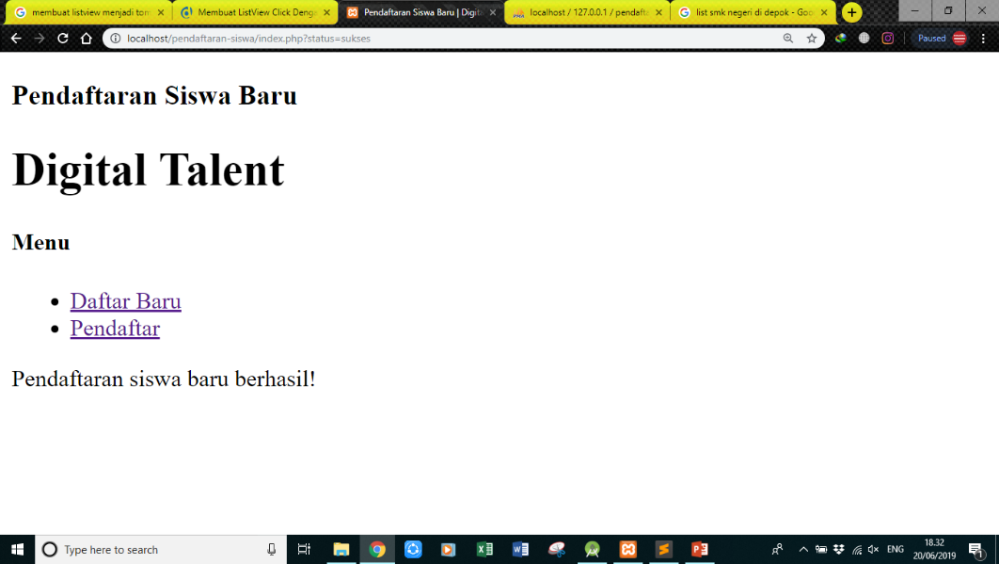 membuat listview menjadi tom
Membuat ListView Click Denga
Pendaftaran Siswa Baru | Digit
localhost / 127.0.0.1 / pendafta
list smk negeri di depok - Goo
localhost/pendaftaran-siswa/index.php?status=sukses
Paused
Pendaftaran Siswa Baru
Digital Talent
Menu
Daftar Baru
Pendaftar
Pendaftaran siswa baru berhasil!
Type here to search
ENG
18.32
20/06/2019
1